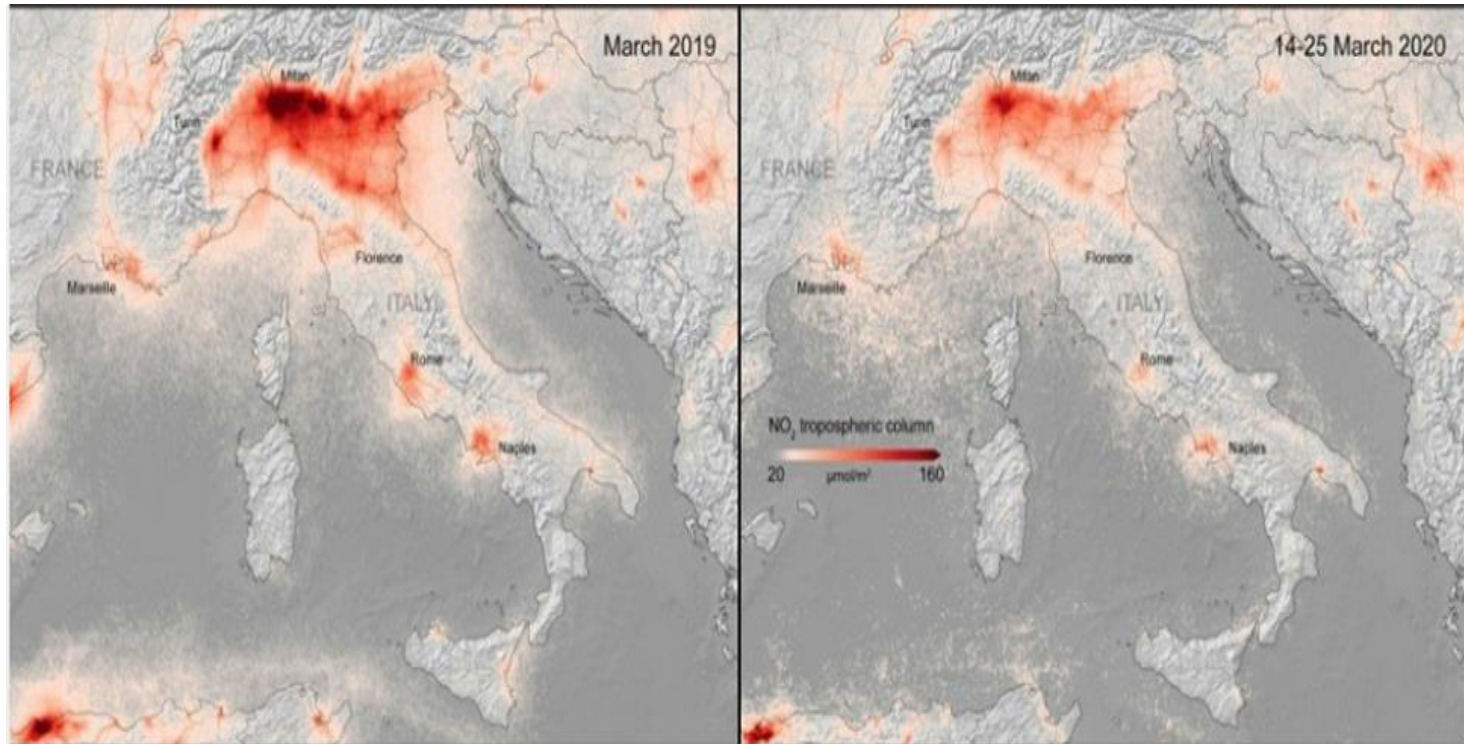 March 2019
Milan
Turin
FRANCE
Florence
Marseille
ITALY
Rome
Naples
14-25 March 2020
Milan
Turin
FRANCE
Florence
Marseille
ITALY
Rome
NO₂ tropospheric column
Naples
20 µmol/m² 160